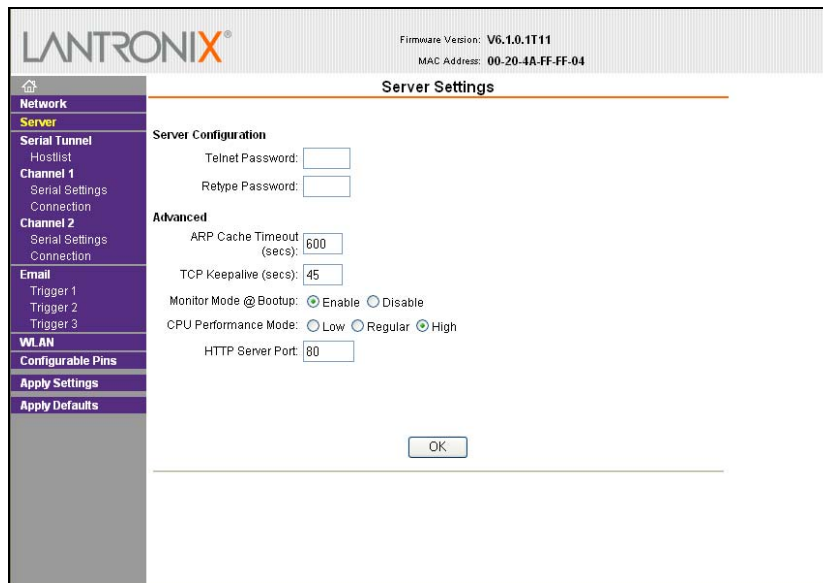 LANTRONIX®
Firmware Version: V6.1.0.1T11
MAC Address: 00-20-4A-FF-FF-04
Server Settings
Network
Server
Serial Tunnel
Hostlist
Channel 1
Serial Settings
Connection
Channel 2
Serial Settings
Connection
Email
Trigger 1
Trigger 2
Trigger 3
WLAN
Configurable Pins
Apply Settings
Apply Defaults
Server Configuration
Telnet Password:
Retype Password:
Advanced
ARP Cache Timeout
(secs): 600
TCP Keepalive (secs): 45
Monitor Mode @ Bootup: Enable Disable
CPU Performance Mode: Low Regular High
HTTP Server Port: 80
OK